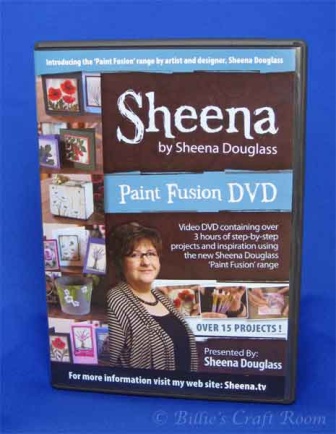 Introducing the 'Paint Fusion' range by artist and designer, Sheena Douglass
Sheena
by Sheena Douglass
Paint Fusion DVD
Video DVD containing over
3 hours of step-by-step
projects and inspiration using
the new Sheena Douglass
'Paint Fusion' range
OVER 15 PROJECTS!
Presented By:
Sheena Douglass
For more information visit my web site: Sheena.tv
© Billie's Craft Room